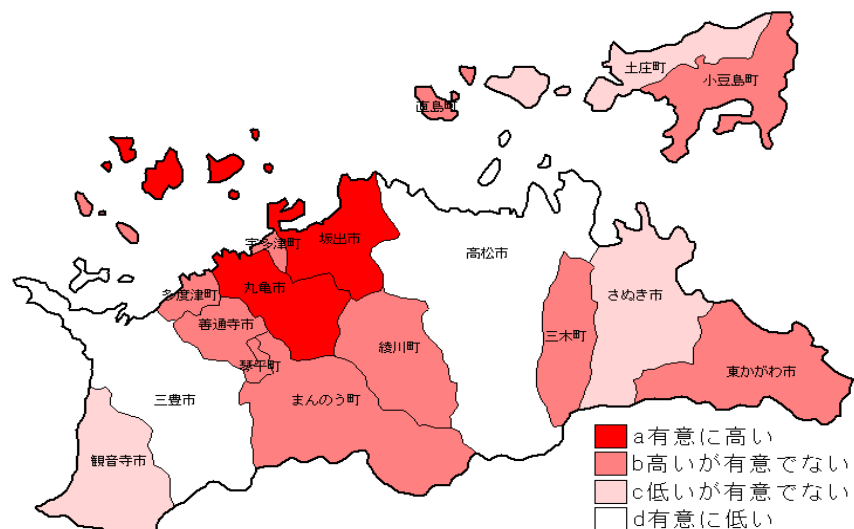 土庄町
小豆島町
直島町
宇多津町
坂出市
高松市
丸亀市
多度津町
さぬき市
善通寺市
三木町
綾川町
琴平町
東かがわ市
三豊市
まんのう町
観音寺市
a有意に高い
b高いが有意でない
c低いが有意でない
d有意に低い